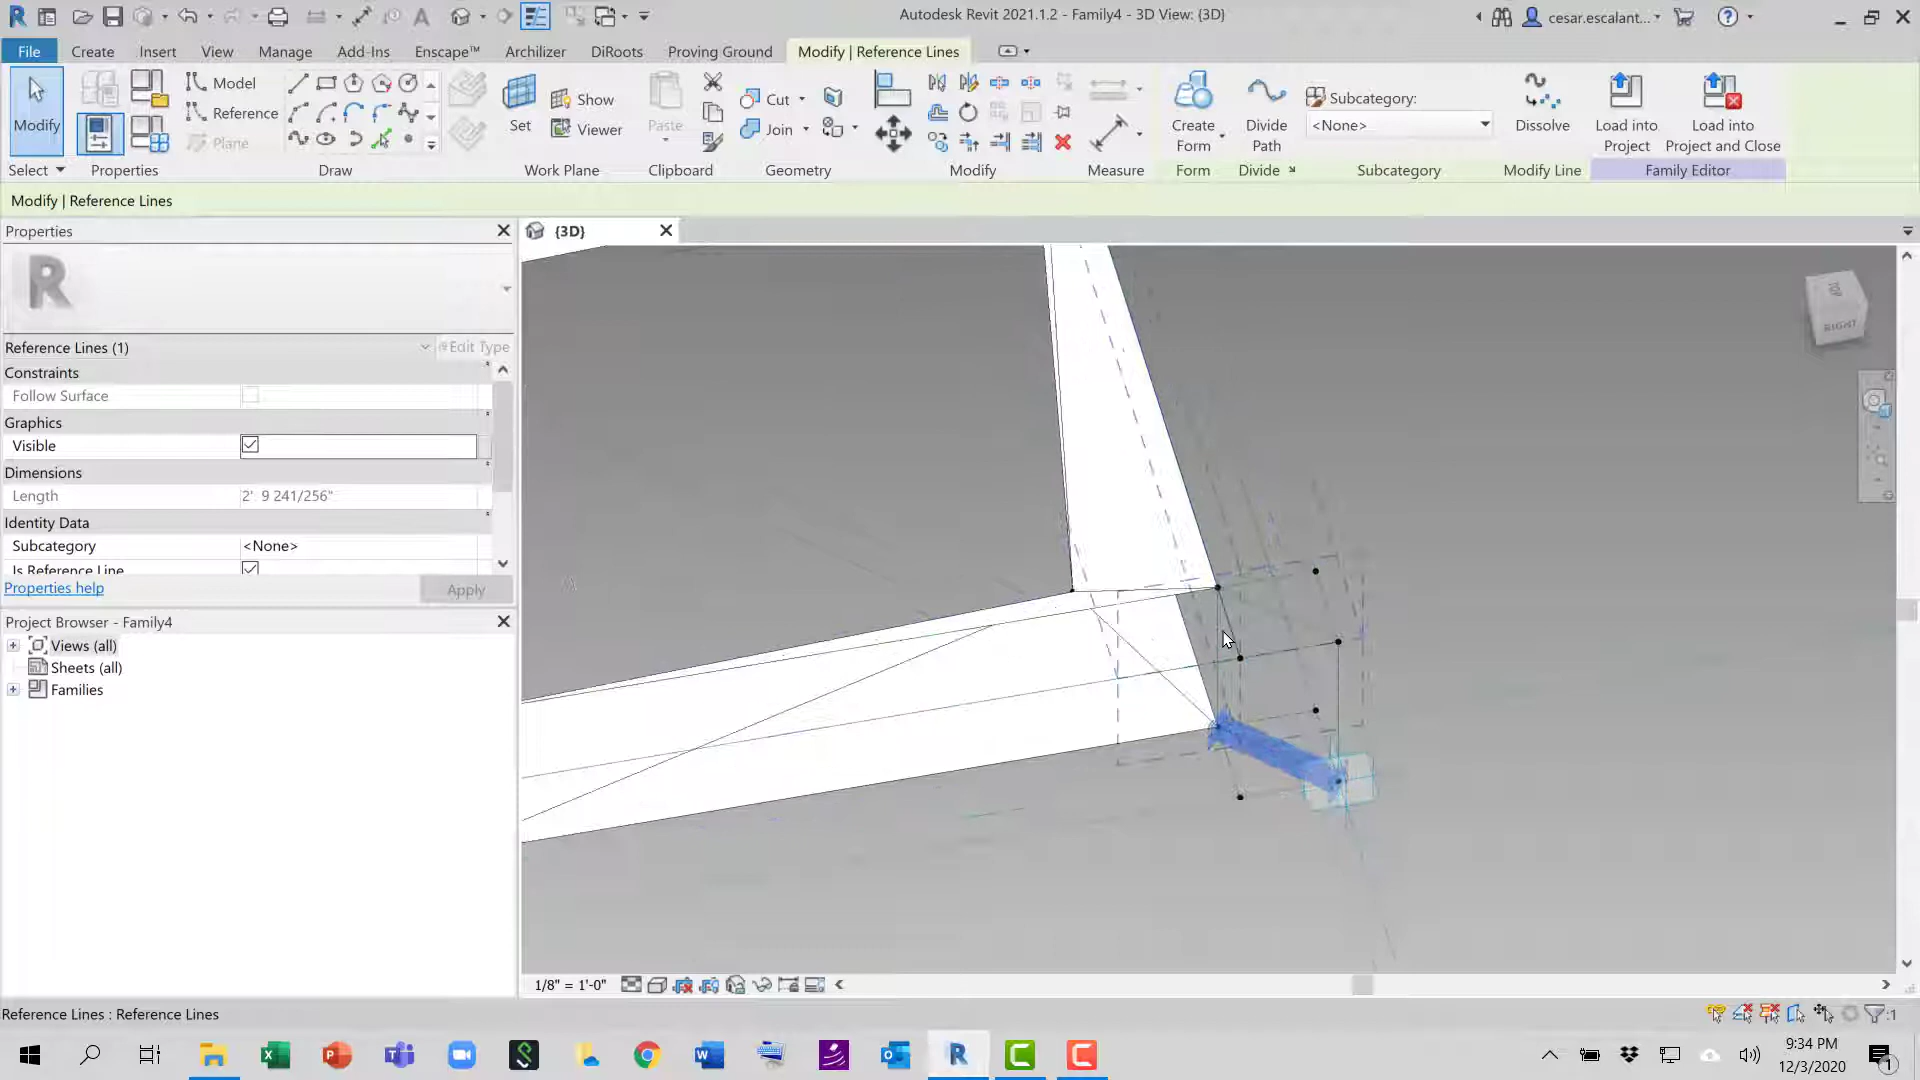 Autodesk Revit 2021.1.2 - Family4 - 3D View: {3D}
cesar.escalant...
File Create Insert View Manage Add-Ins Enscape™ Archilizer DiRoots Proving Ground Modify | Reference Lines
Modify
Model
Reference
Plane
Set
Show
Viewer
Paste
Cut
Join
Create Form
Divide Path
Subcategory:
<None>
Dissolve
Load into Project
Load into Project and Close
Select Properties Draw Work Plane Clipboard Geometry Modify Measure Form Divide Subcategory Modify Line Family Editor
Modify | Reference Lines
Properties
{3D}
R
Reference Lines (1)
Edit Type
Constraints
Follow Surface
Graphics
Visible
Dimensions
Length 2' 9 241/256"
Identity Data
Subcategory <None>
Is Reference Line
Properties help
Apply
Project Browser - Family4
Views (all)
Sheets (all)
Families
TOP
RIGHT
1/8" = 1'-0"
Reference Lines : Reference Lines
:1
9:34 PM
12/3/2020
1